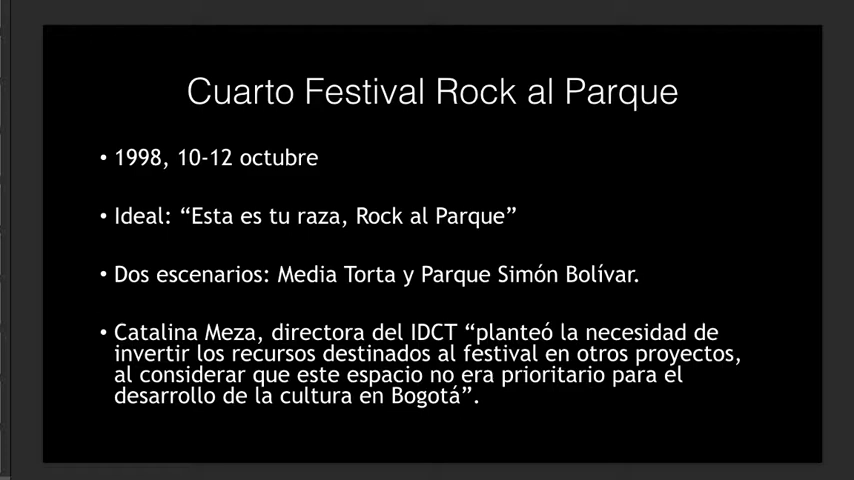 Cuarto Festival Rock al Parque
• 1998, 10-12 octubre
• Ideal: “Esta es tu raza, Rock al Parque”
• Dos escenarios: Media Torta y Parque Simón Bolívar.
• Catalina Meza, directora del IDCT “planteó la necesidad de
invertir los recursos destinados al festival en otros proyectos,
al considerar que este espacio no era prioritario para el
desarrollo de la cultura en Bogotá”.